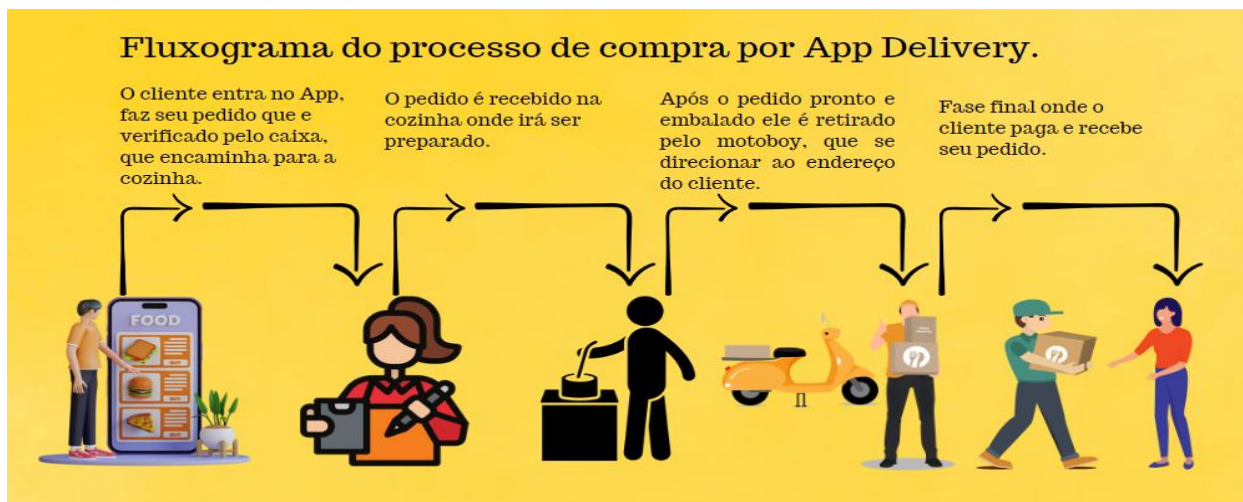 Fluxograma do processo de compra por App Delivery.
O cliente entra no App,
faz seu pedido que e
verificado pelo caixa,
que encaminha para a
cozinha.
O pedido é recebido na
cozinha onde irá ser
preparado.
Após o pedido pronto e
embalado ele é retirado
pelo motoboy, que se
direcionar ao endereço
do cliente.
Fase final onde o
cliente paga e recebe
seu pedido.
FOOD